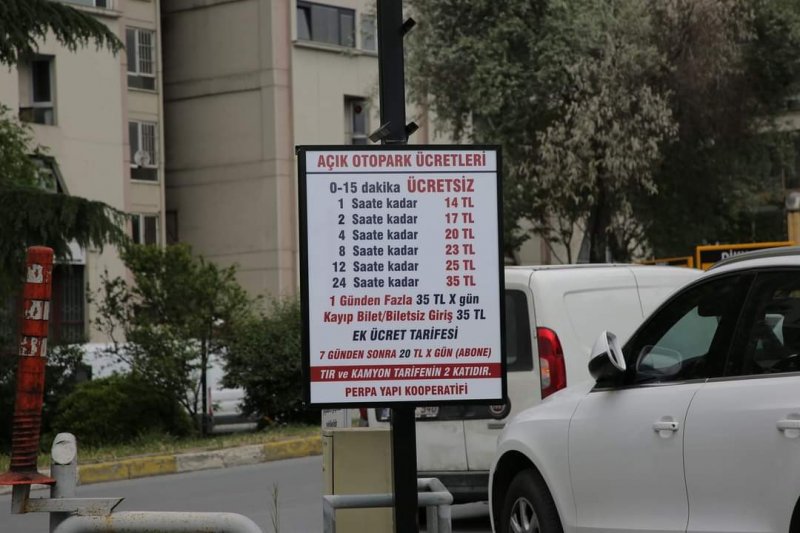 AÇIK OTOPARK ÜCRETLERİ
0-15 dakika ÜCRETSİZ
1 Saate kadar 14 TL
2 Saate kadar 17 TL
4 Saate kadar 20 TL
8 Saate kadar 23 TL
12 Saate kadar 25 TL
24 Saate kadar 35 TL
1 Günden Fazla 35 TL X gün
Kayıp Bilet/Biletsiz Giriş 35 TL
EK ÜCRET TARİFESİ
7 GÜNDEN SONRA 20 TL X GÜN (ABONE)
TIR ve KAMYON TARİFENİN 2 KATIDIR.
PERPA YAPI KOOPERATİFİ